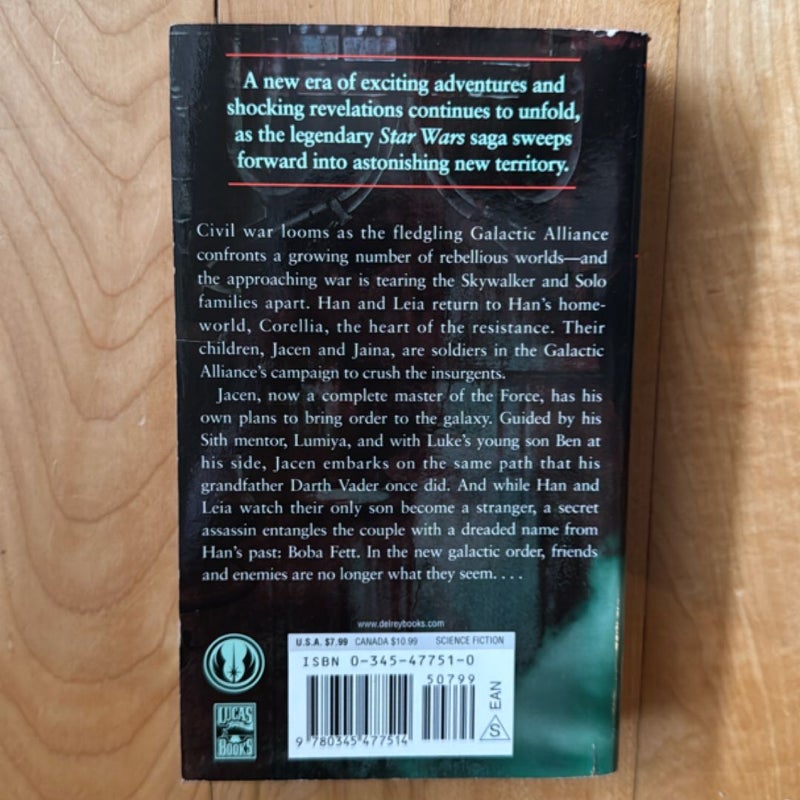 A new era of exciting adventures and
shocking revelations continues to unfold,
as the legendary Star Wars saga sweeps
forward into astonishing new territory.
Civil war looms as the fledgling Galactic Alliance
confronts a growing number of rebellious worlds—and
the approaching war is tearing the Skywalker and Solo
families apart. Han and Leia return to Han's home-
world, Corellia, the heart of the resistance. Their
children, Jacen and Jaina, are soldiers in the Galactic
Alliance's campaign to crush the insurgents.
Jacen, now a complete master of the Force, has his
own plans to bring order to the galaxy. Guided by his
Sith mentor, Lumiya, and with Luke's young son Ben at
his side, Jacen embarks on the same path that his
grandfather Darth Vader once did. And while Han and
Leia watch their only son become a stranger, a secret
assassin entangles the couple with a dreaded name from
Han's past: Boba Fett. In the new galactic order, friends
and enemies are no longer what they seem. . . .
www.delreybooks.com
U.S.A. $7.99 CANADA $10.99 SCIENCE FICTION
ISBN 0-345-47751-0
50799
9 780345 477514
S EAN
LUCAS
BOOKS